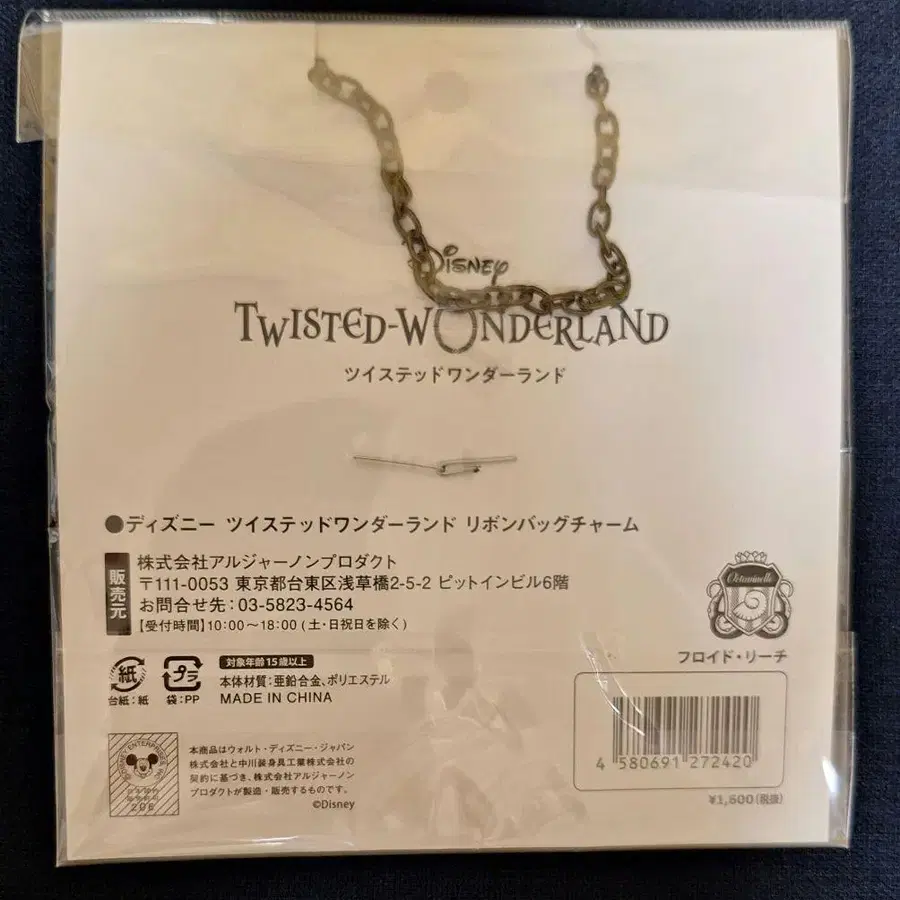 Disney
TWISTED-WONDERLAND
ツイステッドワンダーランド
●ディズニー ツイステッドワンダーランド リボンバッグチャーム
販売元
株式会社アルジャーノンプロダクト
〒111-0053 東京都台東区浅草橋2-5-2 ピットインビル6階
お問合せ先:03-5823-4564
【受付時間】10:00～18:00(土・日祝日を除く)
Octavinelle
フロイド・リーチ
紙
台紙:紙
プラ
袋:PP
対象年齢15歳以上
本体材質:亜鉛合金、ポリエステル
MADE IN CHINA
©DISNEY ENTERPRISES, INC.
本商品はウォルト・ディズニー・ジャパン
株式会社と中川装身具工業株式会社の
契約に基づき、株式会社アルジャーノン
プロダクトが製造・販売するものです。
©Disney
4 580691 272420
¥1,500(税抜)